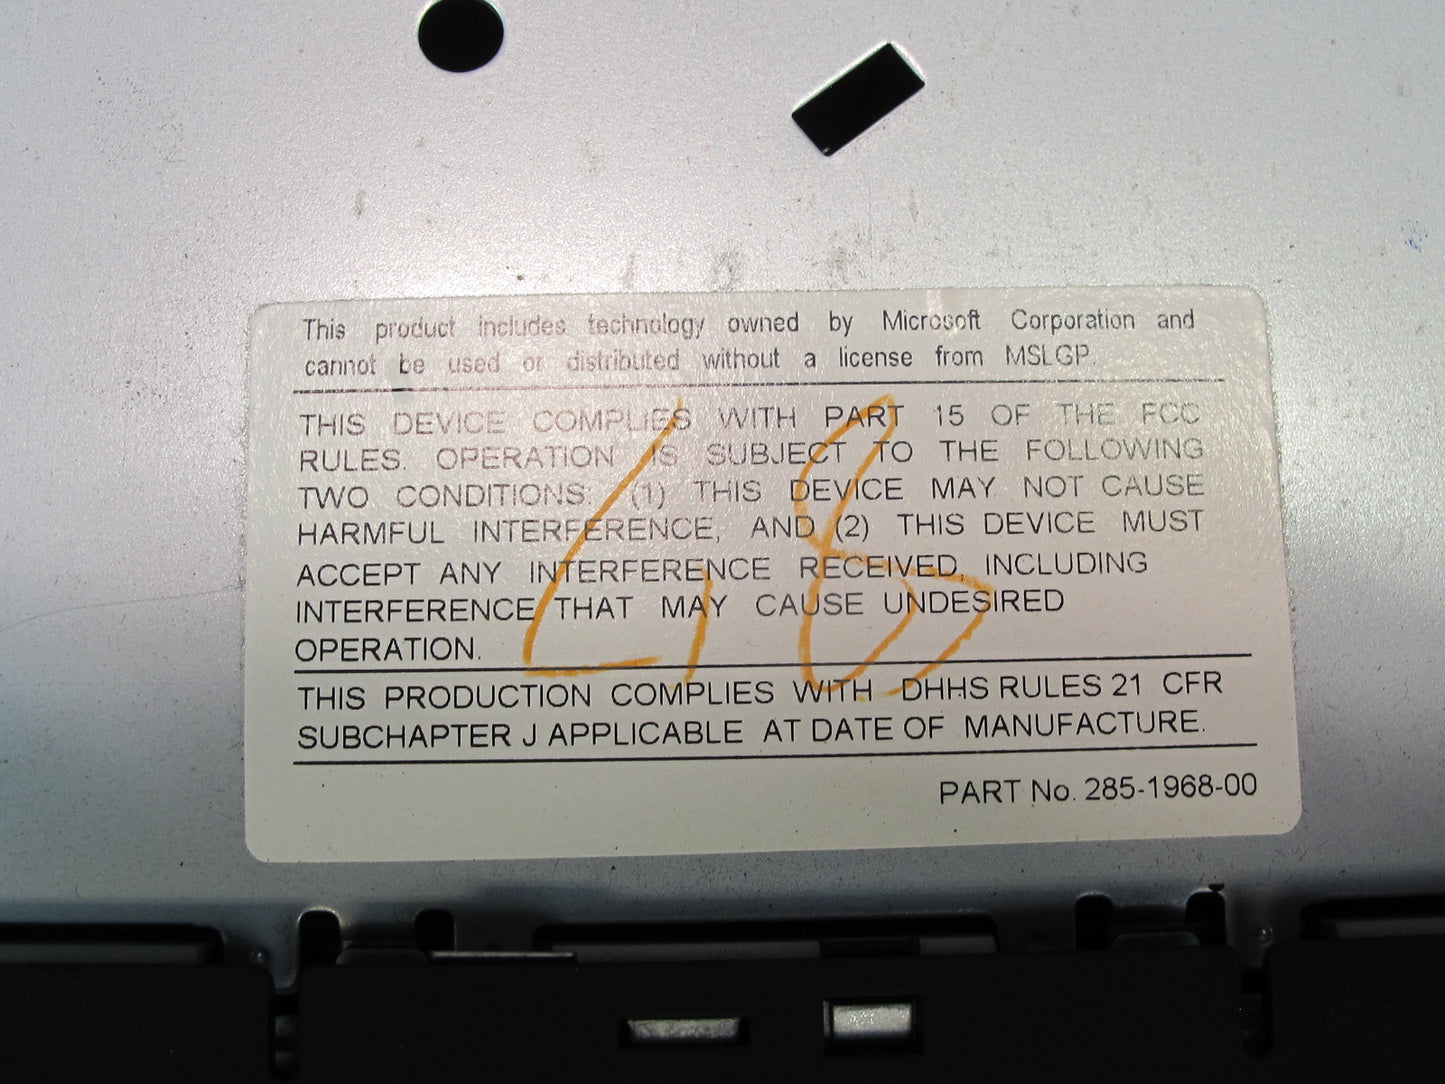 This product includes technology owned by Microsoft Corporation and
cannot be used or distributed without a license from MSLGP.
THIS DEVICE COMPLIES WITH PART 15 OF THE FCC
RULES. OPERATION IS SUBJECT TO THE FOLLOWING
TWO CONDITIONS: (1) THIS DEVICE MAY NOT CAUSE
HARMFUL INTERFERENCE, AND (2) THIS DEVICE MUST
ACCEPT ANY INTERFERENCE RECEIVED, INCLUDING
INTERFERENCE THAT MAY CAUSE UNDESIRED
OPERATION.
THIS PRODUCTION COMPLIES WITH DHHS RULES 21 CFR
SUBCHAPTER J APPLICABLE AT DATE OF MANUFACTURE.
PART No. 285-1968-00